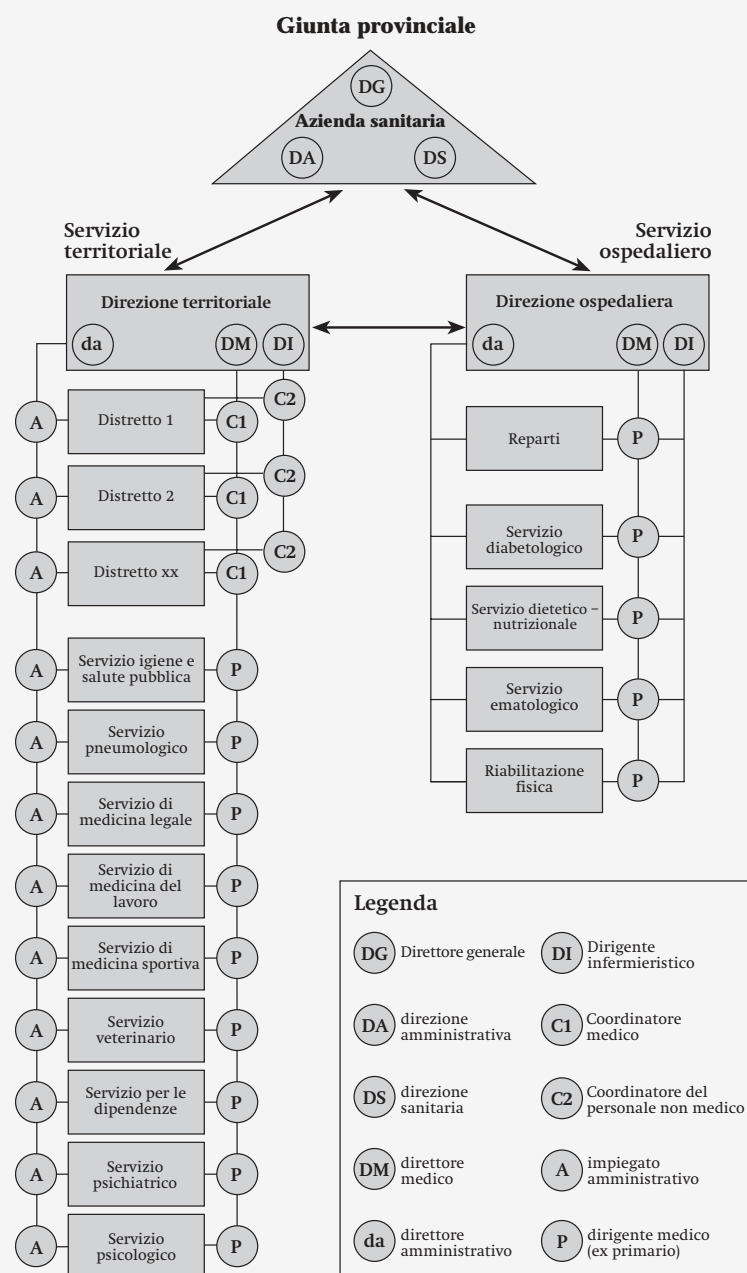 Giunta provinciale
DG
Azienda sanitaria
DA DS
Servizio
territoriale
Servizio
ospedaliero
Direzione territoriale
da DM DI
Direzione ospedaliera
da DM DI
C2
A Distretto 1 C1
C2
A Distretto 2 C1
C2
A Distretto xx C1
A Servizio igiene e
salute pubblica P
A Servizio
pneumologico P
A Servizio di
medicina legale P
A Servizio di
medicina del
lavoro P
A Servizio di
medicina sportiva P
A Servizio
veterinario P
A Servizio per le
dipendenze P
A Servizio
psichiatrico P
A Servizio
psicologico P
Reparti P
Servizio
diabetologico P
Servizio dietetico –
nutrizionale P
Servizio
ematologico P
Riabilitazione
fisica P
Legenda
DG Direttore generale
DA direzione
amministrativa
DS direzione
sanitaria
DM direttore
medico
da direttore
amministrativo
DI Dirigente
infermieristico
C1 Coordinatore
medico
C2 Coordinatore del
personale non medico
A impiegato
amministrativo
P dirigente medico
(ex primario)